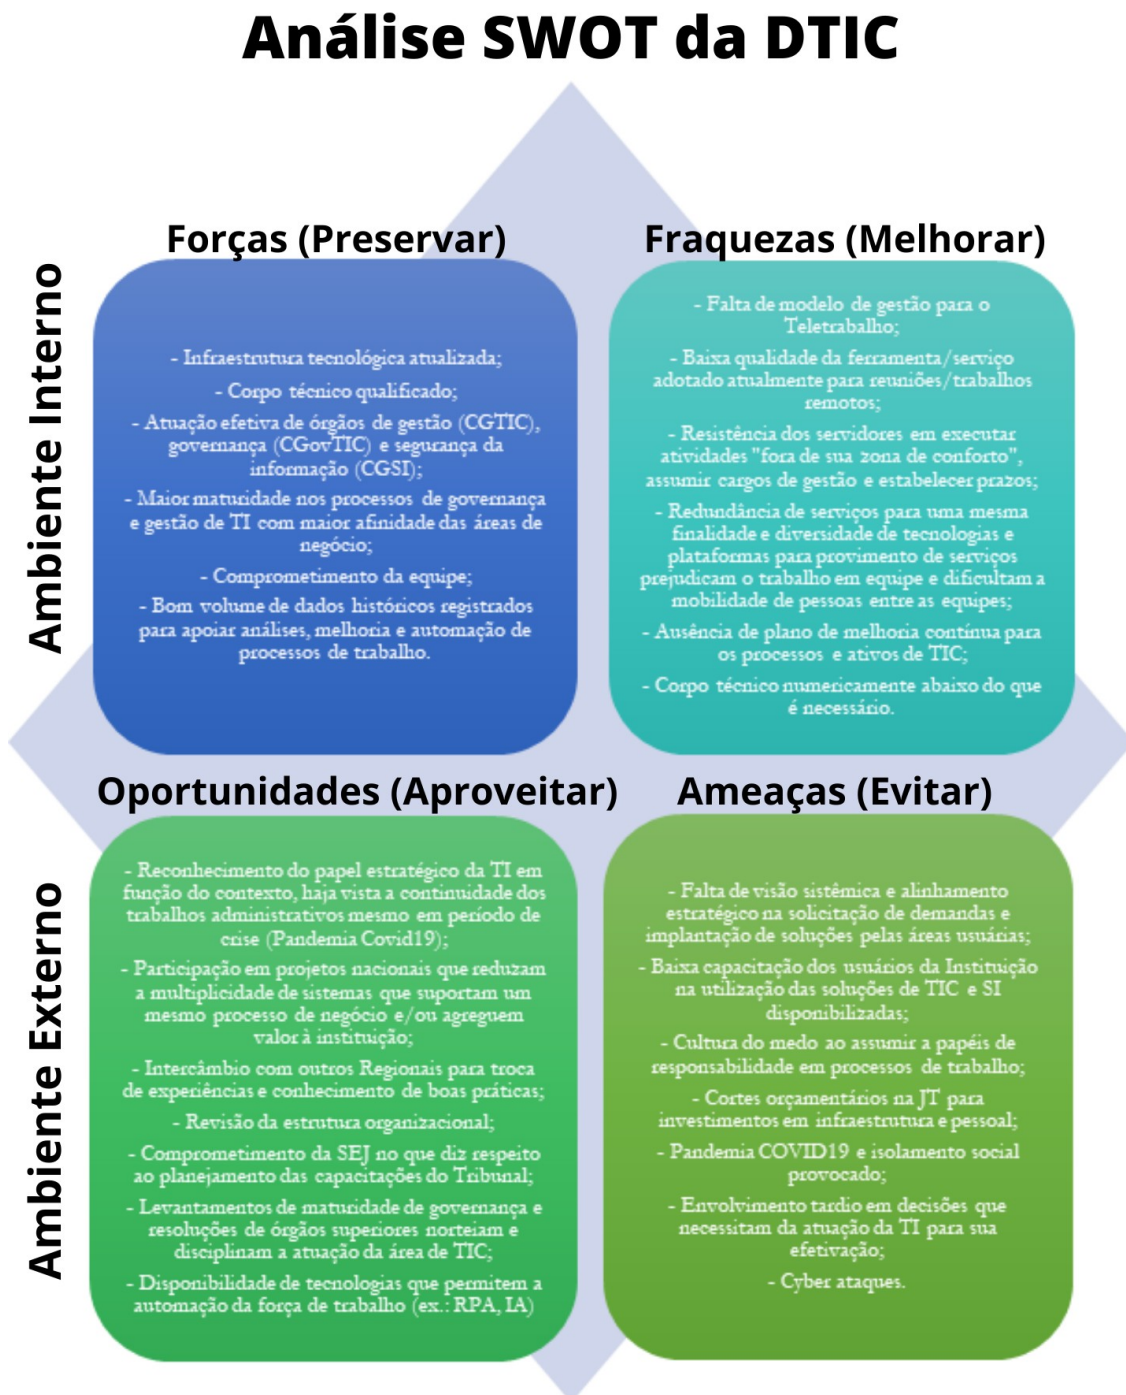 Análise SWOT da DTIC
Ambiente Interno
Forças (Preservar)
- Infraestrutura tecnológica atualizada;
- Corpo técnico qualificado;
- Atuação efetiva de órgãos de gestão (CGTIC),
governança (CGovTIC) e segurança da
informação (CGSI);
- Maior maturidade nos processos de governança
e gestão de TI com maior afinidade das áreas de
negócio;
- Comprometimento da equipe;
- Bom volume de dados históricos registrados
para apoiar análises, melhoria e automação de
processos de trabalho.
Fraquezas (Melhorar)
- Falta de modelo de gestão para o
Teletrabalho;
- Baixa qualidade da ferramenta/serviço
adotado atualmente para reuniões/trabalhos
remotos;
- Resistência dos servidores em executar
atividades "fora de sua zona de conforto",
assumir cargos de gestão e estabelecer prazos;
- Redundância de serviços para uma mesma
finalidade e diversidade de tecnologias e
plataformas para provimento de serviços
prejudicam o trabalho em equipe e dificultam a
mobilidade de pessoas entre as equipes;
- Ausência de plano de melhoria contínua para
os processos e ativos de TIC;
- Corpo técnico numericamente abaixo do que
é necessário.
Ambiente Externo
Oportunidades (Aproveitar)
- Reconhecimento do papel estratégico da TI em
função do contexto, haja vista a continuidade dos
trabalhos administrativos mesmo em período de
crise (Pandemia Covid19);
- Participação em projetos nacionais que reduzam
a multiplicidade de sistemas que suportam um
mesmo processo de negócio e/ou agreguem
valor à instituição;
- Intercâmbio com outros Regionais para troca
de experiências e conhecimento de boas práticas;
- Revisão da estrutura organizacional;
- Comprometimento da SEJ no que diz respeito
ao planejamento das capacitações do Tribunal;
- Levantamentos de maturidade de governança e
resoluções de órgãos superiores norteiam e
disciplinam a atuação da área de TIC;
- Disponibilidade de tecnologias que permitem a
automação da força de trabalho (ex.: RPA, IA)
Ameaças (Evitar)
- Falta de visão sistêmica e alinhamento
estratégico na solicitação de demandas e
implantação de soluções pelas áreas usuárias;
- Baixa capacitação dos usuários da Instituição
na utilização das soluções de TIC e SI
disponibilizadas;
- Cultura do medo ao assumir a papéis de
responsabilidade em processos de trabalho;
- Cortes orçamentários na JT para
investimentos em infraestrutura e pessoal;
- Pandemia COVID19 e isolamento social
provocado;
- Envolvimento tardio em decisões que
necessitam da atuação da TI para sua
efetivação;
- Cyber ataques.